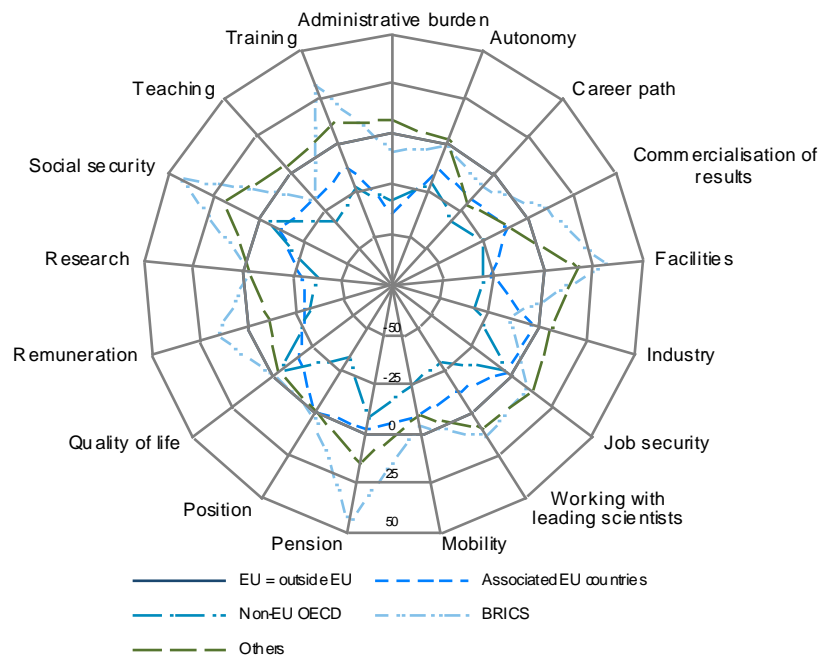 Administrative burden
Training
Autonomy
Teaching
Career path
Social security
Commercialisation of
results
Research
Facilities
Remuneration
Industry
Quality of life
Job security
Position
Working with
leading scientists
Pension
Mobility
-50
-25
0
25
50
EU = outside EU
Associated EU countries
Non-EU OECD
BRICS
Others